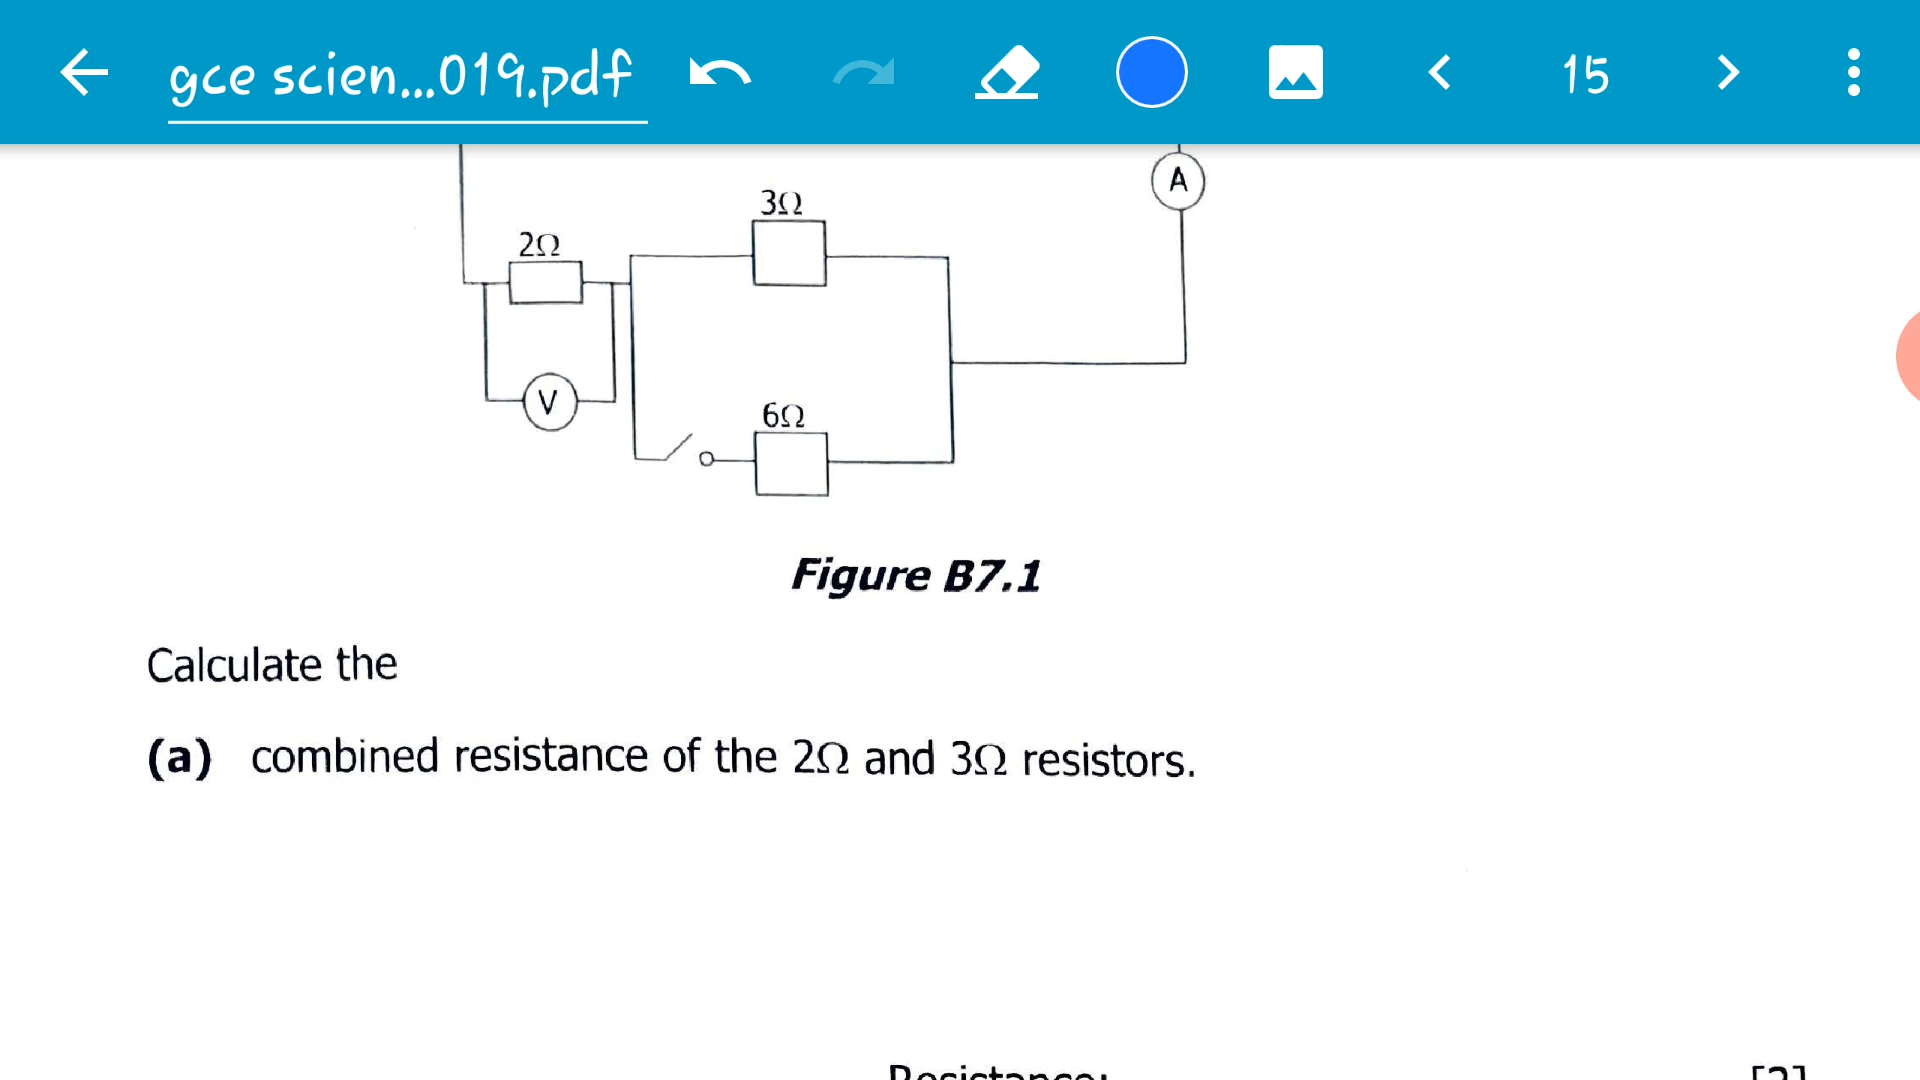 gce scien...019.pdf
15
A
3Ω
2Ω
V
6Ω
Figure B7.1
Calculate the
(a) combined resistance of the 2Ω and 3Ω resistors.
Resistance: